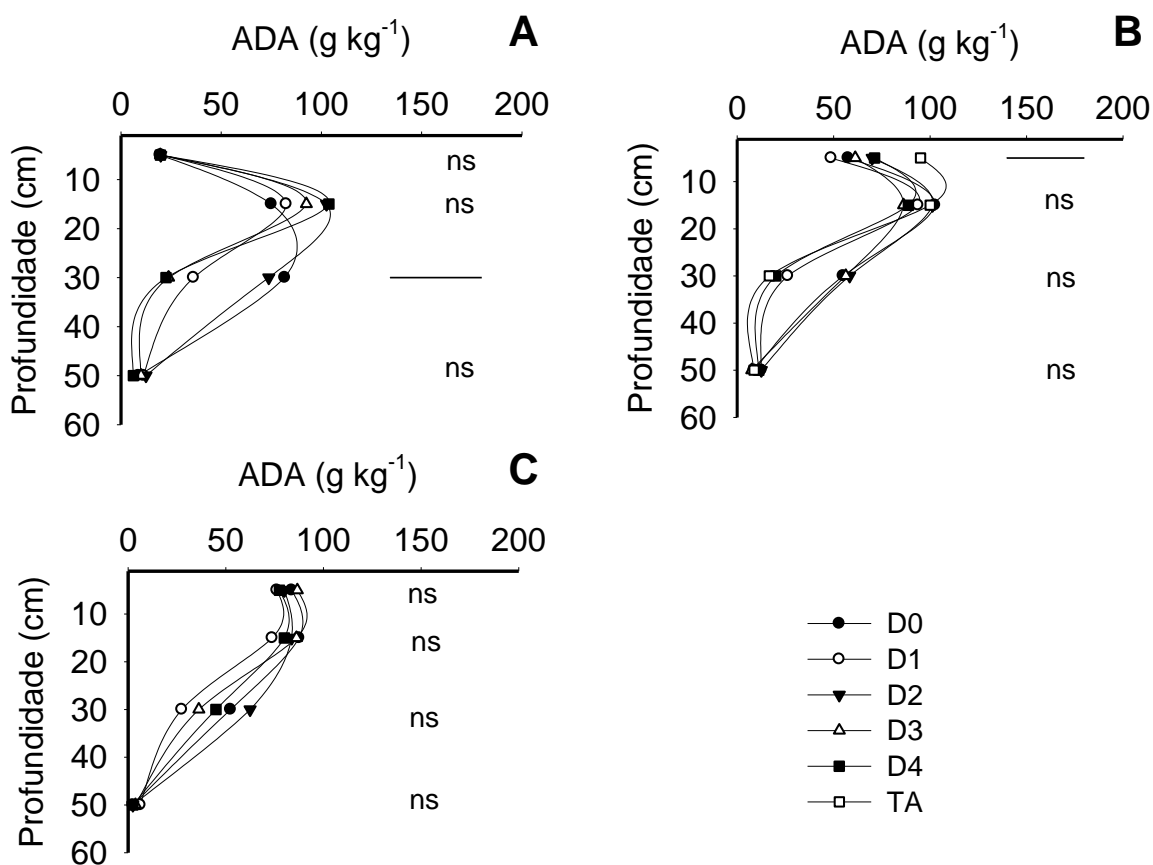 ADA (g kg⁻¹) A
0 50 100 150 200
Profundidade (cm)
10
20
30
40
50
60
ns
ns
ns
ADA (g kg⁻¹) B
0 50 100 150 200
Profundidade (cm)
10
20
30
40
50
60
ns
ns
ns
ADA (g kg⁻¹) C
0 50 100 150 200
Profundidade (cm)
10
20
30
40
50
60
ns
ns
ns
ns
D0
D1
D2
D3
D4
TA